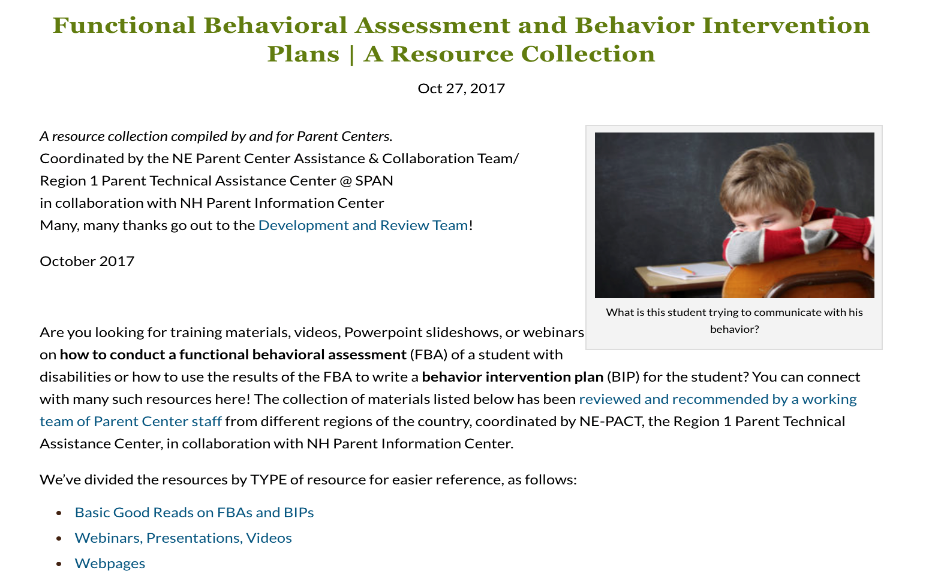 Functional Behavioral Assessment and Behavior Intervention
Plans | A Resource Collection
Oct 27, 2017
A resource collection compiled by and for Parent Centers.
Coordinated by the NE Parent Center Assistance & Collaboration Team/
Region 1 Parent Technical Assistance Center @ SPAN
in collaboration with NH Parent Information Center
Many, many thanks go out to the Development and Review Team!
October 2017
What is this student trying to communicate with his
behavior?
Are you looking for training materials, videos, Powerpoint slideshows, or webinars
on how to conduct a functional behavioral assessment (FBA) of a student with
disabilities or how to use the results of the FBA to write a behavior intervention plan (BIP) for the student? You can connect
with many such resources here! The collection of materials listed below has been reviewed and recommended by a working
team of Parent Center staff from different regions of the country, coordinated by NE-PACT, the Region 1 Parent Technical
Assistance Center, in collaboration with NH Parent Information Center.
We’ve divided the resources by TYPE of resource for easier reference, as follows:
• Basic Good Reads on FBAs and BIPs
• Webinars, Presentations, Videos
• Webpages